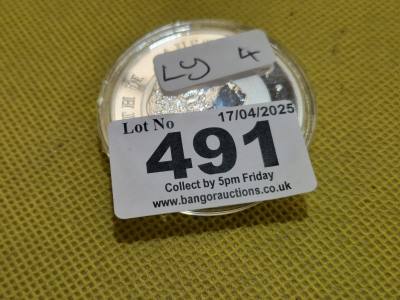 Ly 4
Lot No
17/04/2025
491
Collect by 5pm Friday
www.bangorauctions.co.uk